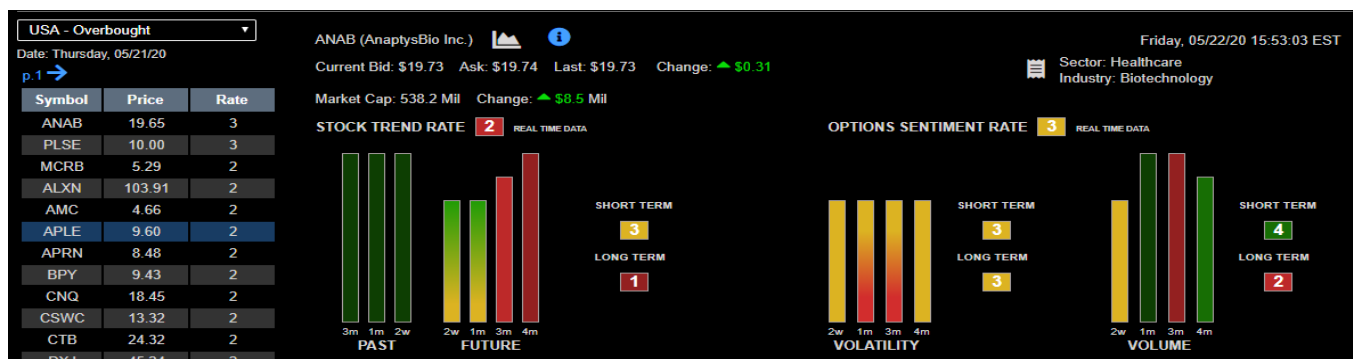 USA - Overbought
Date: Thursday, 05/21/20
p.1
Symbol Price Rate
ANAB 19.65 3
PLSE 10.00 3
MCRB 5.29 2
ALXN 103.91 2
AMC 4.66 2
APLE 9.60 2
APRN 8.48 2
BPY 9.43 2
CNQ 18.45 2
CSWC 13.32 2
CTB 24.32 2
ANAB (AnaptysBio Inc.) i
Friday, 05/22/20 15:53:03 EST
Current Bid: $19.73 Ask: $19.74 Last: $19.73 Change: $0.31
Sector: Healthcare
Industry: Biotechnology
Market Cap: 538.2 Mil Change: $8.5 Mil
STOCK TREND RATE 2 REAL TIME DATA
SHORT TERM
3
LONG TERM
1
3m 1m 2w 2w 1m 3m 4m
PAST FUTURE
OPTIONS SENTIMENT RATE 3 REAL TIME DATA
SHORT TERM
3
LONG TERM
3
2w 1m 3m 4m
VOLATILITY
SHORT TERM
4
LONG TERM
2
2w 1m 3m 4m
VOLUME